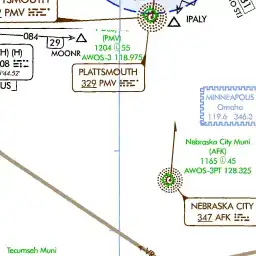 PMV
IPALY
084
29
MOONR
(H)
08
44.52'
US
(PMV)
1204 55
AWOS-3 118.975
PLATTSMOUTH
329 PMV
MINNEAPOLIS
Omaha
119.6 346.3
Nebraska City Muni
(AFK)
1165 45
AWOS-3PT 128.325
NEBRASKA CITY
347 AFK
Tecumseh Muni